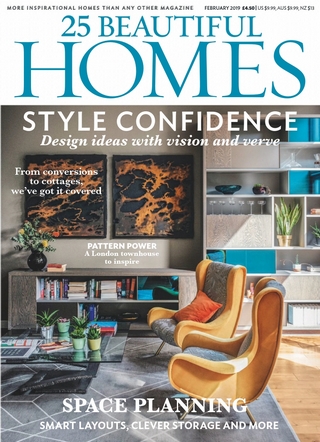 MORE INSPIRATIONAL HOMES THAN ANY OTHER MAGAZINE
FEBRUARY 2019 £4.50 | US $9.99, AUS $9.99, NZ $13
25 BEAUTIFUL
HOMES
STYLE CONFIDENCE
Design ideas with vision and verve
From conversions
to cottages,
we've got it covered
PATTERN POWER
A London townhouse
to inspire
SPACE PLANNING
SMART LAYOUTS, CLEVER STORAGE AND MORE